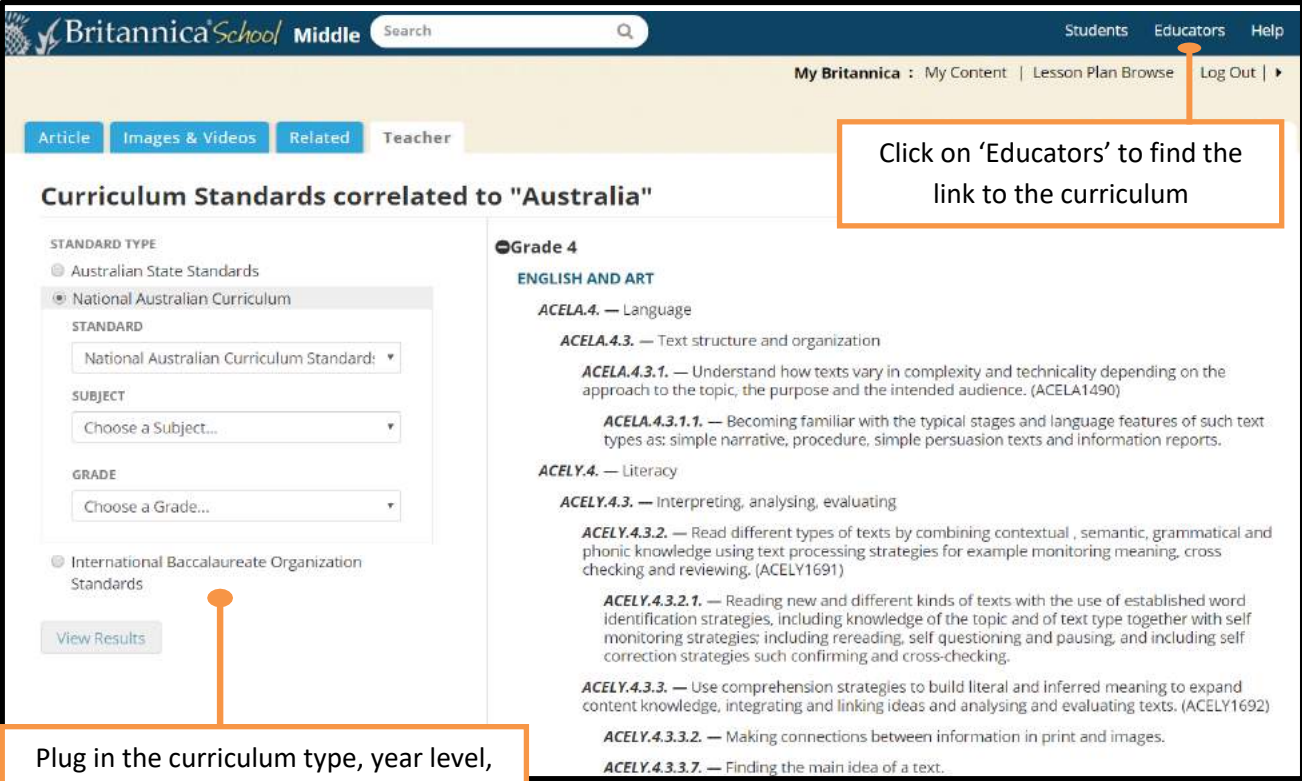 Britannica School Middle
Search
Students Educators Help
My Britannica : My Content | Lesson Plan Browse Log Out |
Article Images & Videos Related Teacher
Click on ‘Educators’ to find the
link to the curriculum
Curriculum Standards correlated to "Australia"
STANDARD TYPE
Australian State Standards
National Australian Curriculum
STANDARD
National Australian Curriculum Standard
SUBJECT
Choose a Subject...
GRADE
Choose a Grade...
International Baccalaureate Organization
Standards
View Results
Plug in the curriculum type, year level,
Grade 4
ENGLISH AND ART
ACELA.4. — Language
ACELA.4.3. — Text structure and organization
ACELA.4.3.1. — Understand how texts vary in complexity and technicality depending on the
approach to the topic, the purpose and the intended audience. (ACELA1490)
ACELA.4.3.1.1. — Becoming familiar with the typical stages and language features of such text
types as: simple narrative, procedure, simple persuasion texts and information reports.
ACELY.4. — Literacy
ACELY.4.3. — Interpreting, analysing, evaluating
ACELY.4.3.2. — Read different types of texts by combining contextual , semantic, grammatical and
phonic knowledge using text processing strategies for example monitoring meaning, cross
checking and reviewing. (ACELY1691)
ACELY.4.3.2.1. — Reading new and different kinds of texts with the use of established word
identification strategies, including knowledge of the topic and of text type together with self
monitoring strategies; including rereading, self questioning and pausing, and including self
correction strategies such confirming and cross-checking.
ACELY.4.3.3. — Use comprehension strategies to build literal and inferred meaning to expand
content knowledge, integrating and linking ideas and analysing and evaluating texts. (ACELY1692)
ACELY.4.3.3.2. — Making connections between information in print and images.
ACELY.4.3.3.7. — Finding the main idea of a text.